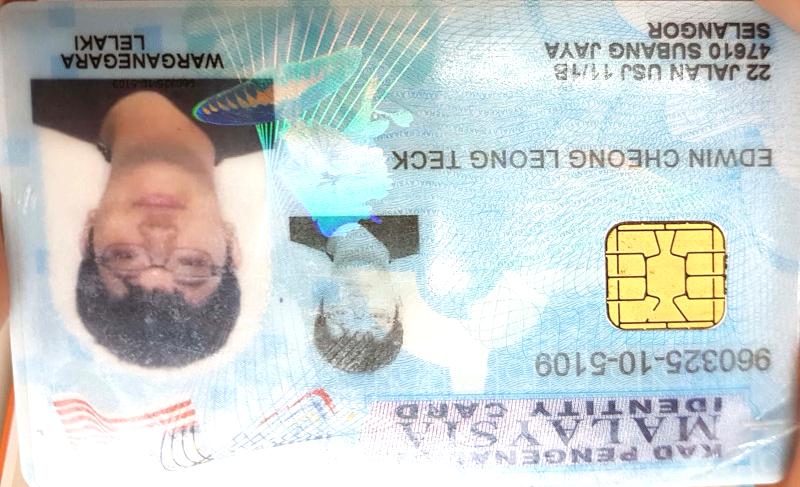 KAD PENGENA
MALAYSIA
IDENTITY CARD
960325-10-5109
EDWIN CHEONG LEONG TECK
22 JALAN USJ 11/1B
47610 SUBANG JAYA
SELANGOR
960325-10-5109
WARGANEGARA
LELAKI